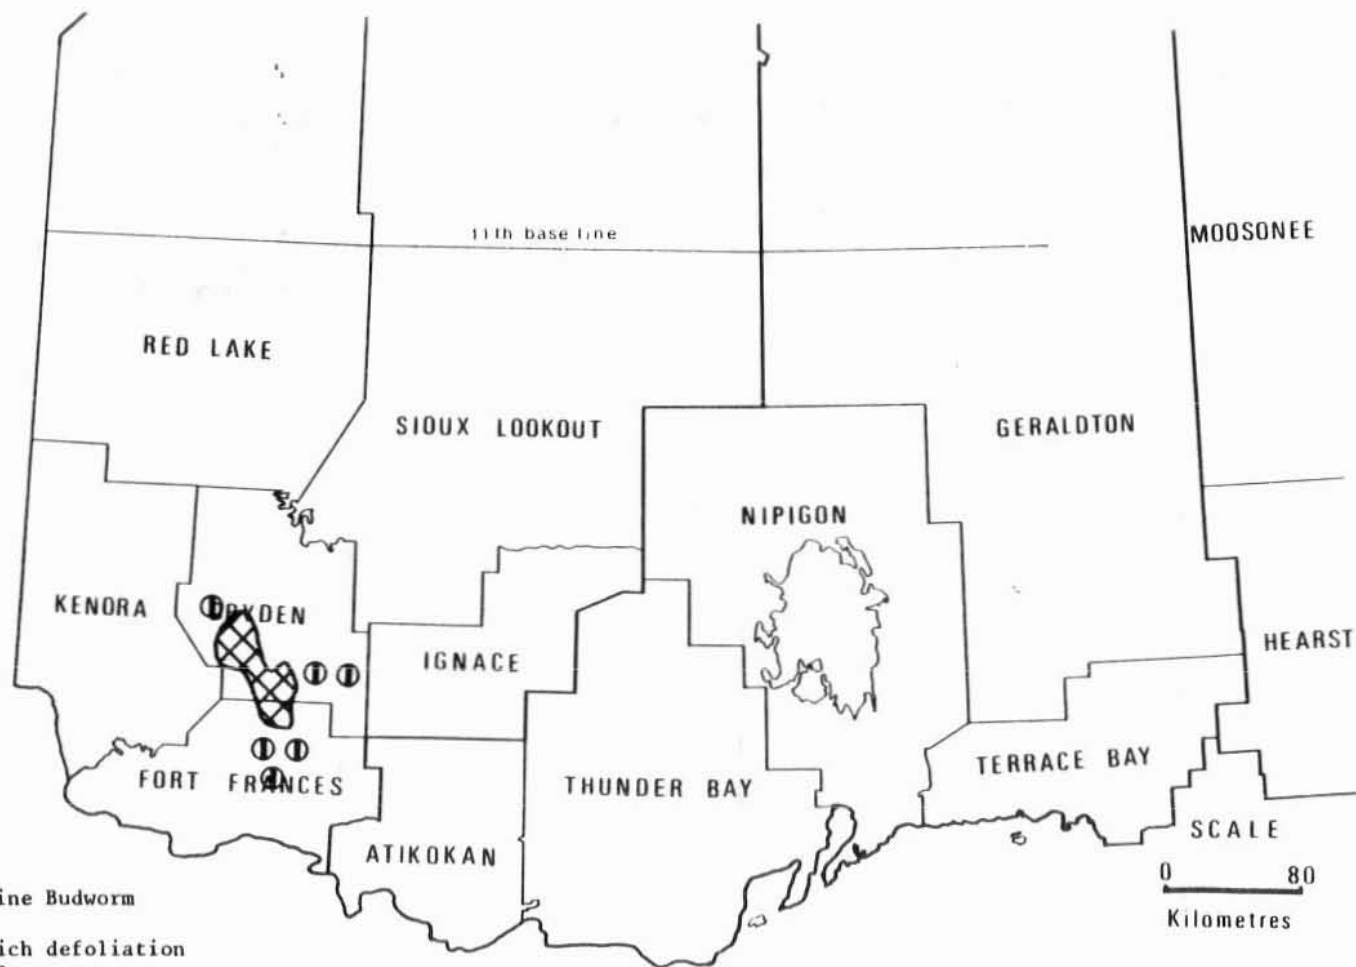 11th base line
MOOSONEE
RED LAKE
SIOUX LOOKOUT
GERALDTON
NIPIGON
KENORA
DRYDEN
IGNACE
HEARST
FORT FRANCES
THUNDER BAY
TERRACE BAY
ATIKOKAN
SCALE
0 80
Kilometres
ine Budworm
ich defoliation